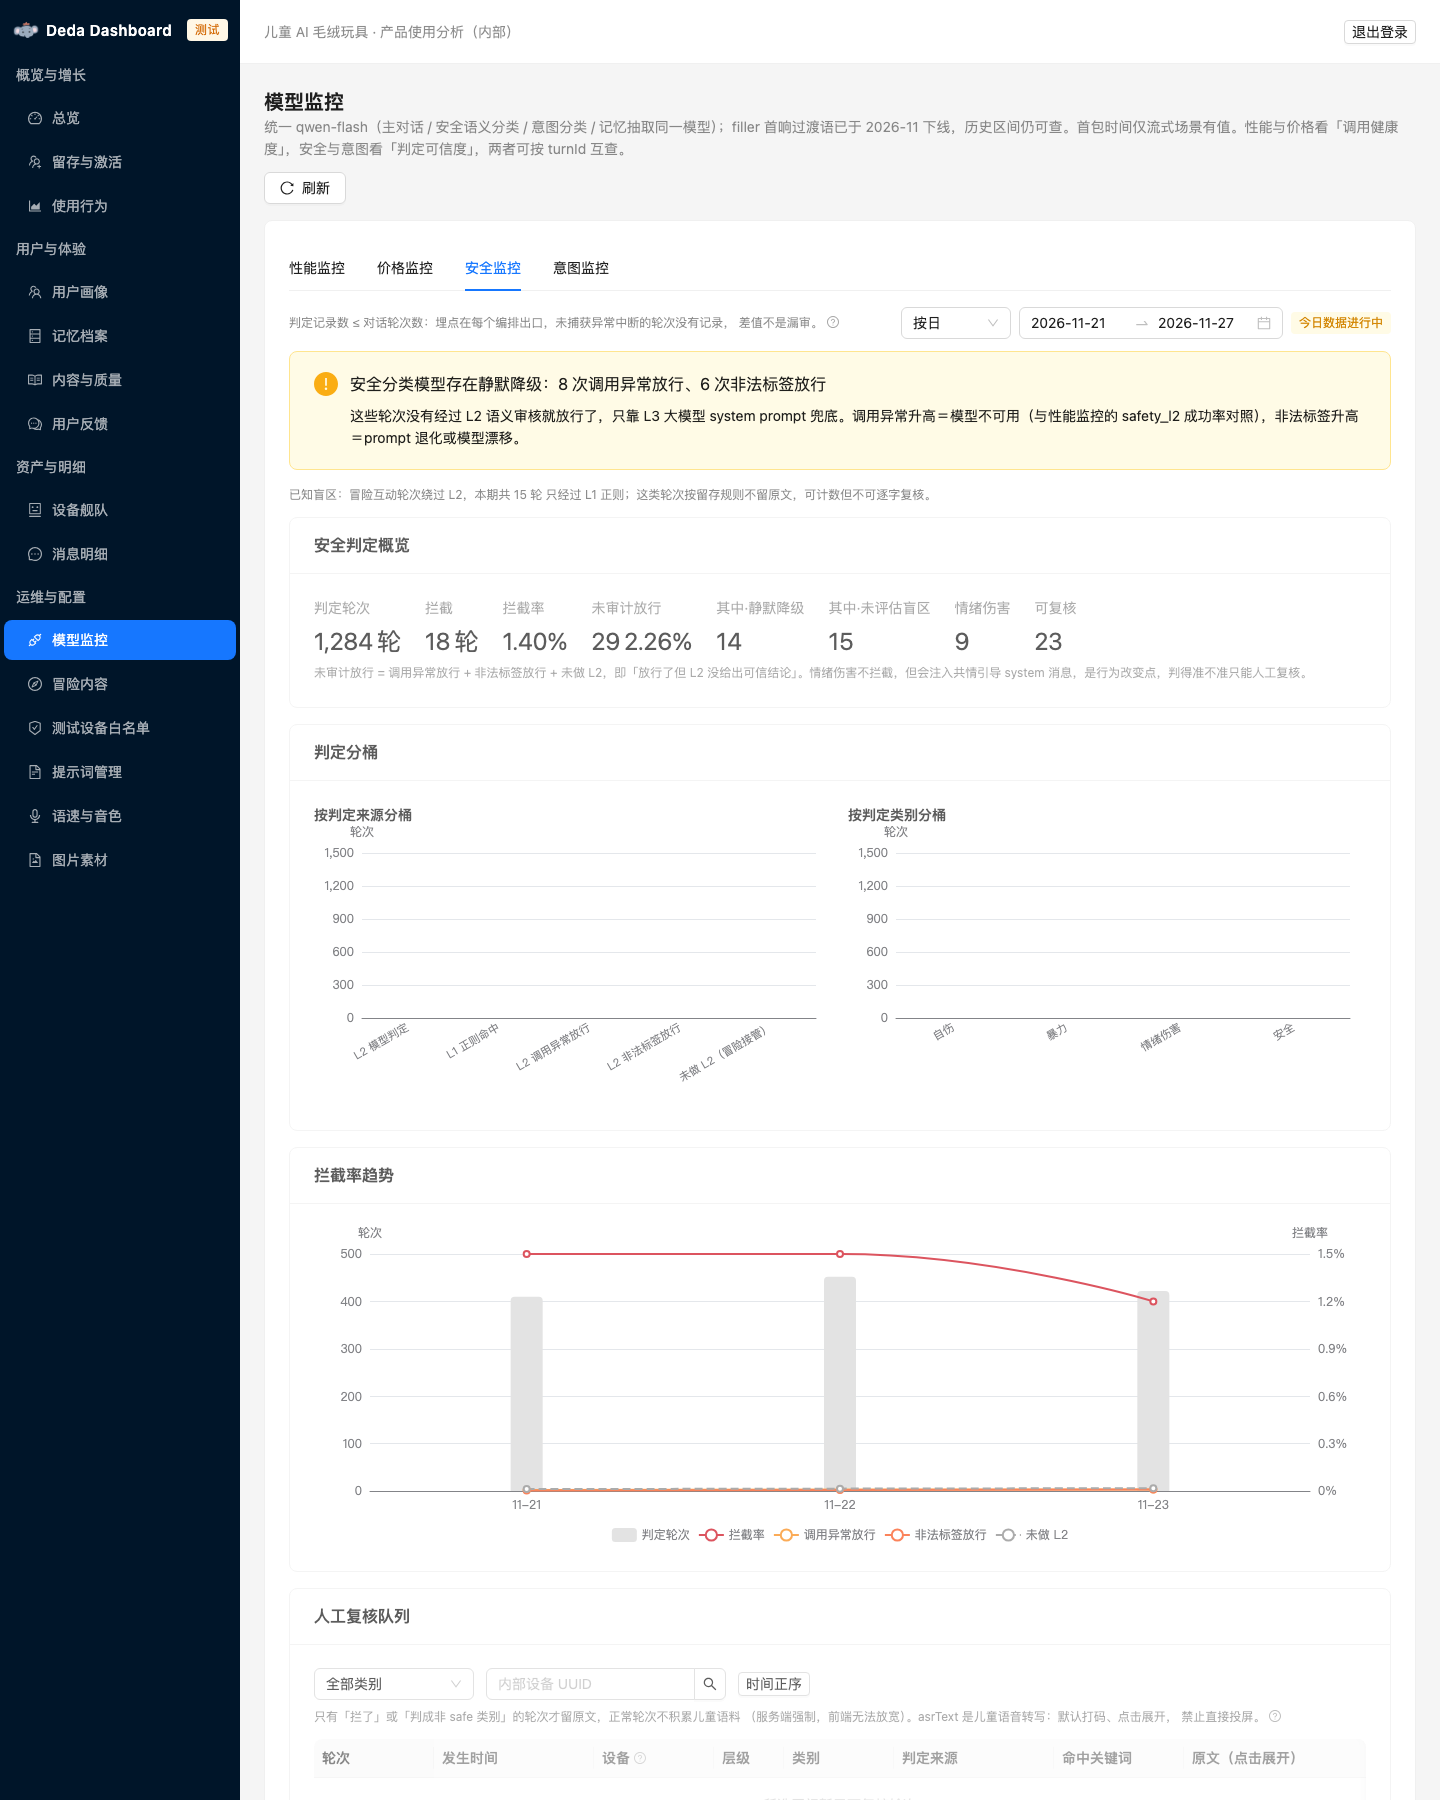 Deda Dashboard 测试
概览与增长
总览
留存与激活
使用行为
用户与体验
用户画像
记忆档案
内容与质量
用户反馈
资产与明细
设备舰队
消息明细
运维与配置
模型监控
冒险内容
测试设备白名单
提示词管理
语速与音色
图片素材
儿童 AI 毛绒玩具 · 产品使用分析（内部）
退出登录
模型监控
统一 qwen-flash（主对话 / 安全语义分类 / 意图分类 / 记忆抽取同一模型）；filler 首响过渡语已于 2026-11 下线，历史区间仍可查。首包时间仅流式场景有值。性能与价格看「调用健康
度」，安全与意图看「判定可信度」，两者可按 turnId 互查。
刷新
性能监控 价格监控 安全监控 意图监控
判定记录数 ≤ 对话轮次数：埋点在每个编排出口，未捕获异常中断的轮次没有记录， 差值不是漏审。
按日 2026-11-21 → 2026-11-27 今日数据进行中
安全分类模型存在静默降级：8 次调用异常放行、6 次非法标签放行
这些轮次没有经过 L2 语义审核就放行了，只靠 L3 大模型 system prompt 兜底。调用异常升高＝模型不可用（与性能监控的 safety_l2 成功率对照），非法标签升高
＝prompt 退化或模型漂移。
已知盲区：冒险互动轮次绕过 L2，本期共 15 轮 只经过 L1 正则；这类轮次按留存规则不留原文，可计数但不可逐字复核。
安全判定概览
判定轮次 拦截 拦截率 未审计放行 其中·静默降级 其中·未评估盲区 情绪伤害 可复核
1,284 轮 18 轮 1.40% 29 2.26% 14 15 9 23
未审计放行 = 调用异常放行 + 非法标签放行 + 未做 L2，即「放行了但 L2 没给出可信结论」。情绪伤害不拦截，但会注入共情引导 system 消息，是行为改变点，判得准不准只能人工复核。
判定分桶
按判定来源分桶
轮次
1,500
1,200
900
600
300
0
L2 模型判定 L1 正则命中 L2 调用异常放行 L2 非法标签放行 未做 L2（冒险接管）
按判定类别分桶
轮次
1,500
1,200
900
600
300
0
自伤 暴力 情绪伤害 安全
拦截率趋势
轮次 拦截率
500 1.5%
400 1.2%
300 0.9%
200 0.6%
100 0.3%
0 0%
11-21 11-22 11-23
判定轮次 拦截率 调用异常放行 非法标签放行 未做 L2
人工复核队列
全部类别 内部设备 UUID 时间正序
只有「拦了」或「判成非 safe 类别」的轮次才留原文，正常轮次不积累儿童语料 （服务端强制，前端无法放宽）。asrText 是儿童语音转写：默认打码、点击展开， 禁止直接投屏。
轮次 发生时间 设备 层级 类别 判定来源 命中关键词 原文（点击展开）